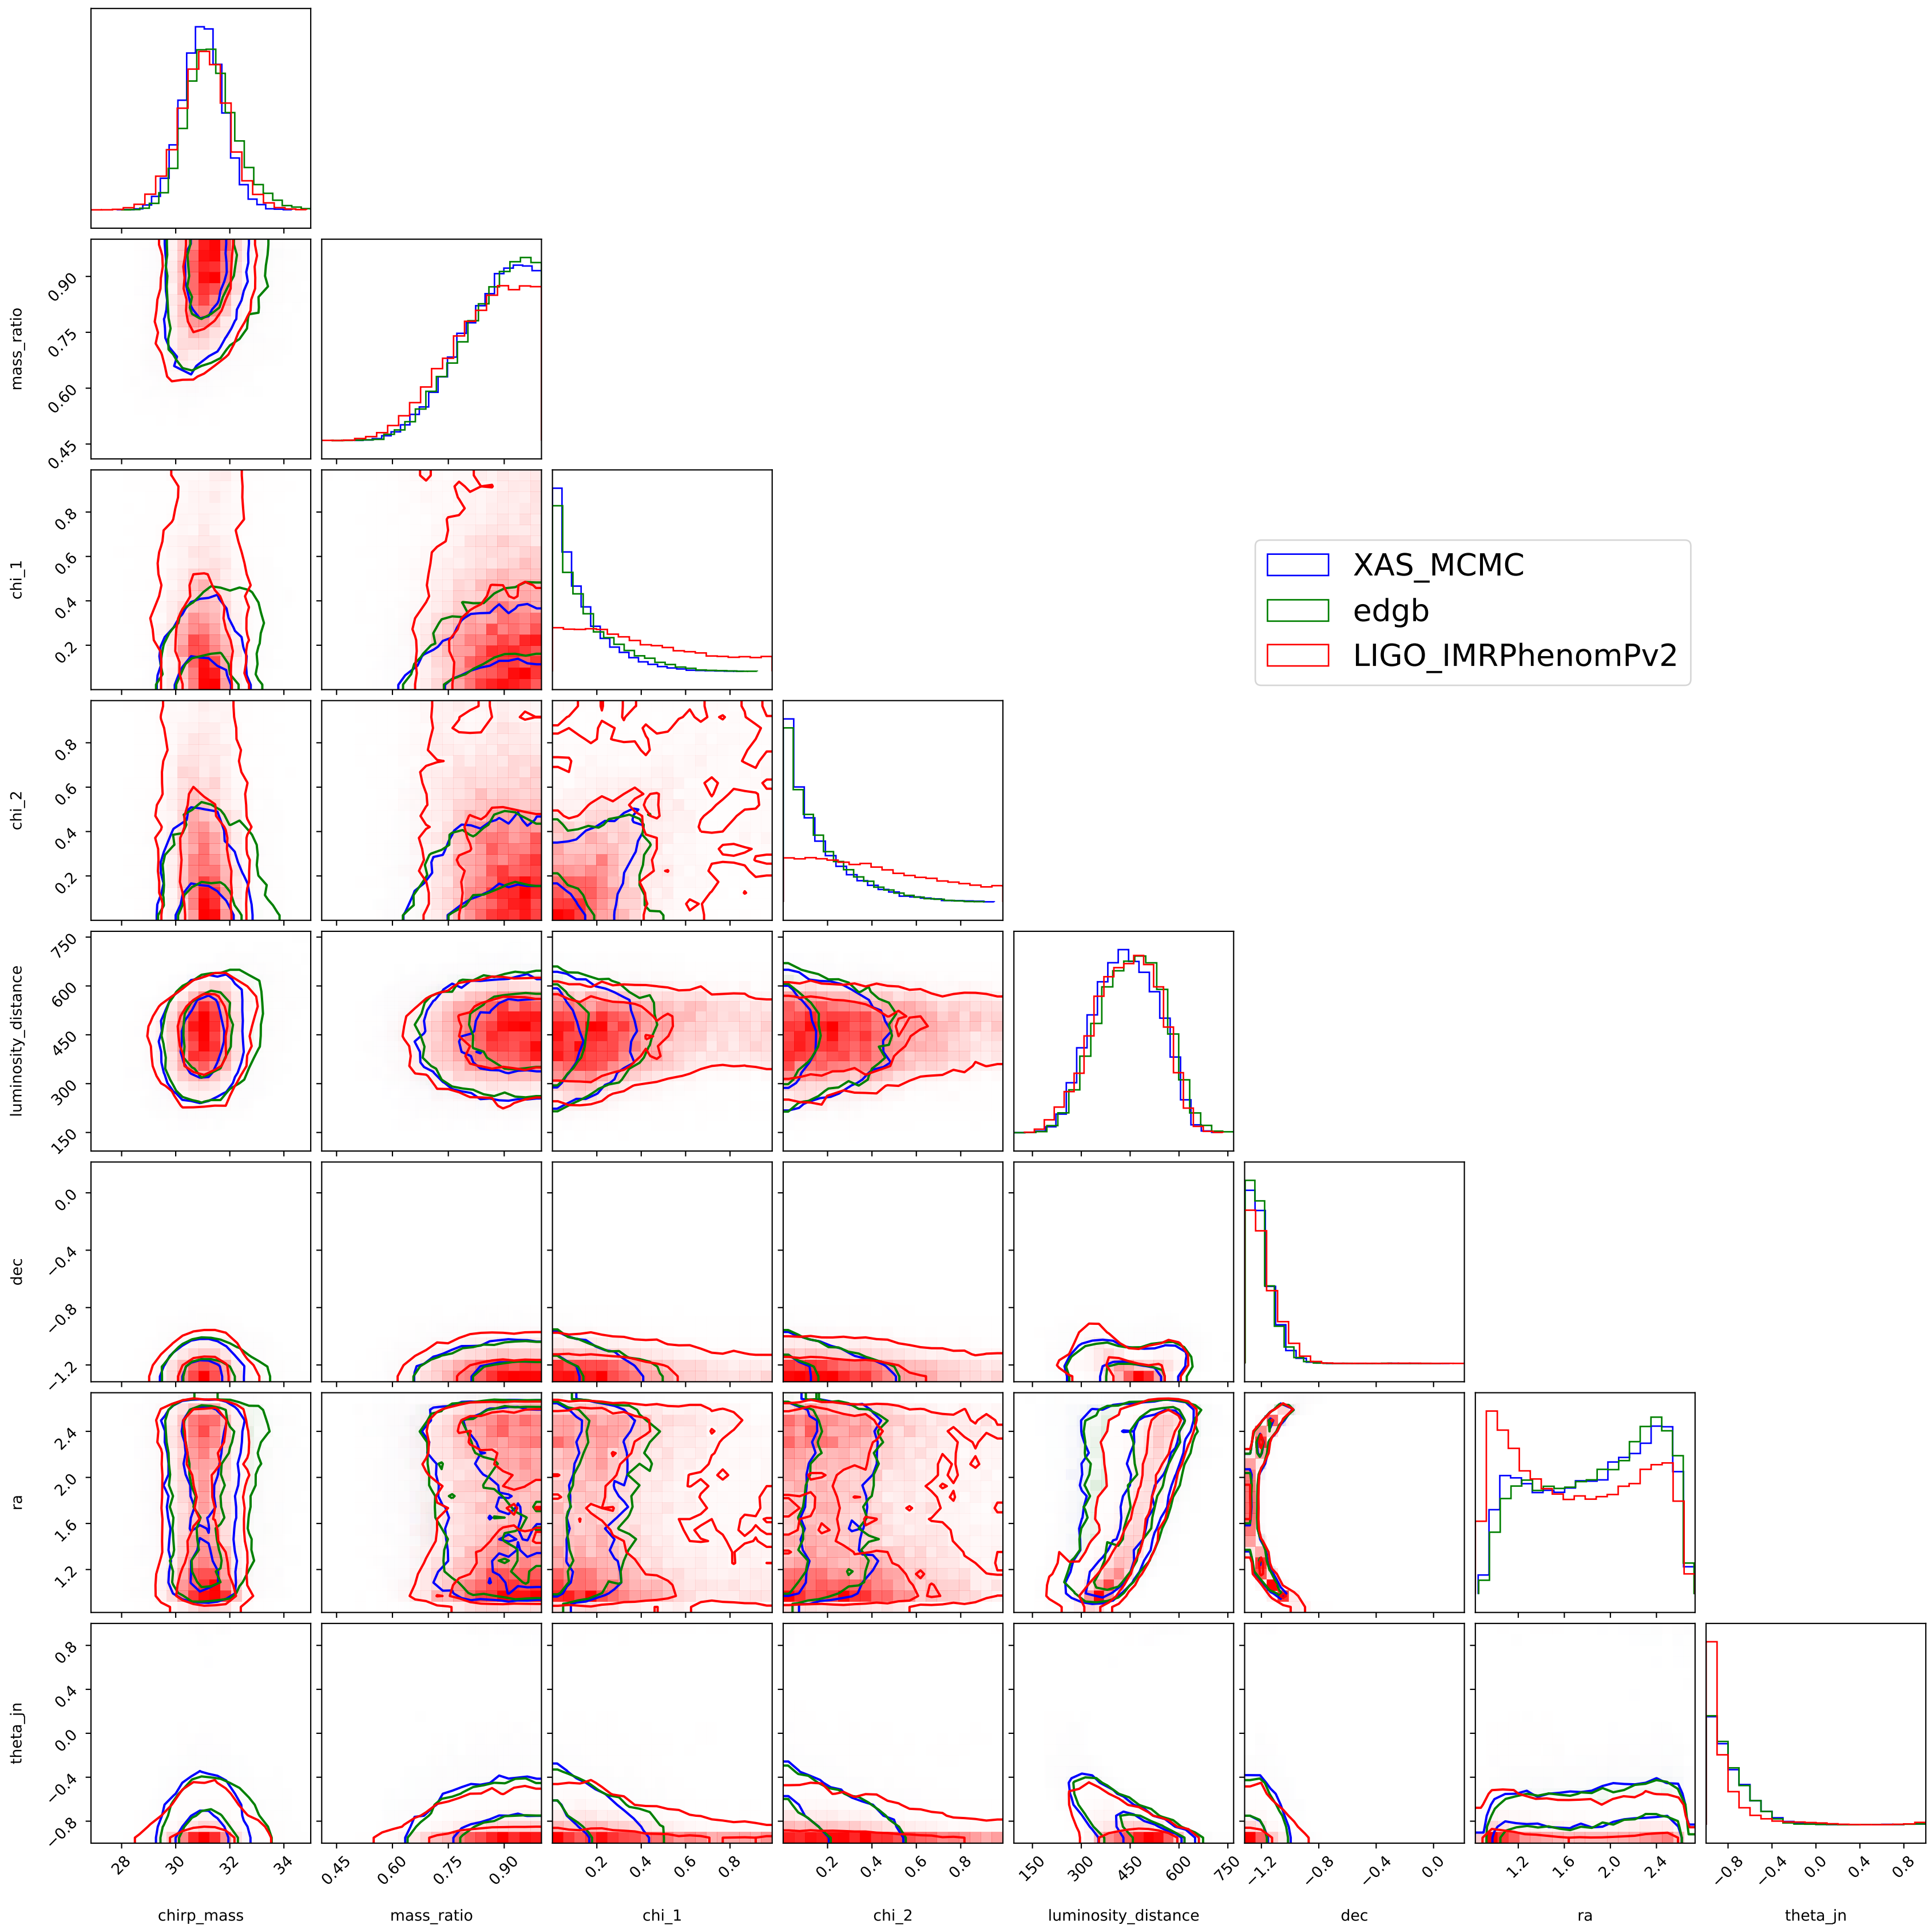 mass_ratio
0.90
0.75
0.60
0.45
chi_1
0.8
0.6
0.4
0.2
XAS_MCMC
edgb
LIGO_IMRPhenomPv2
chi_2
0.8
0.6
0.4
0.2
luminosity_distance
750
600
450
300
150
dec
0.0
−0.4
−0.8
−1.2
ra
2.4
2.0
1.6
1.2
theta_jn
0.8
0.4
0.0
−0.4
−0.8
28 30 32 34 0.45 0.60 0.75 0.90 0.2 0.4 0.6 0.8 0.2 0.4 0.6 0.8 150 300 450 600 750 −1.2 −0.8 −0.4 0.0 1.2 1.6 2.0 2.4 −0.8 −0.4 0.0 0.4 0.8
chirp_mass mass_ratio chi_1 chi_2 luminosity_distance dec ra theta_jn